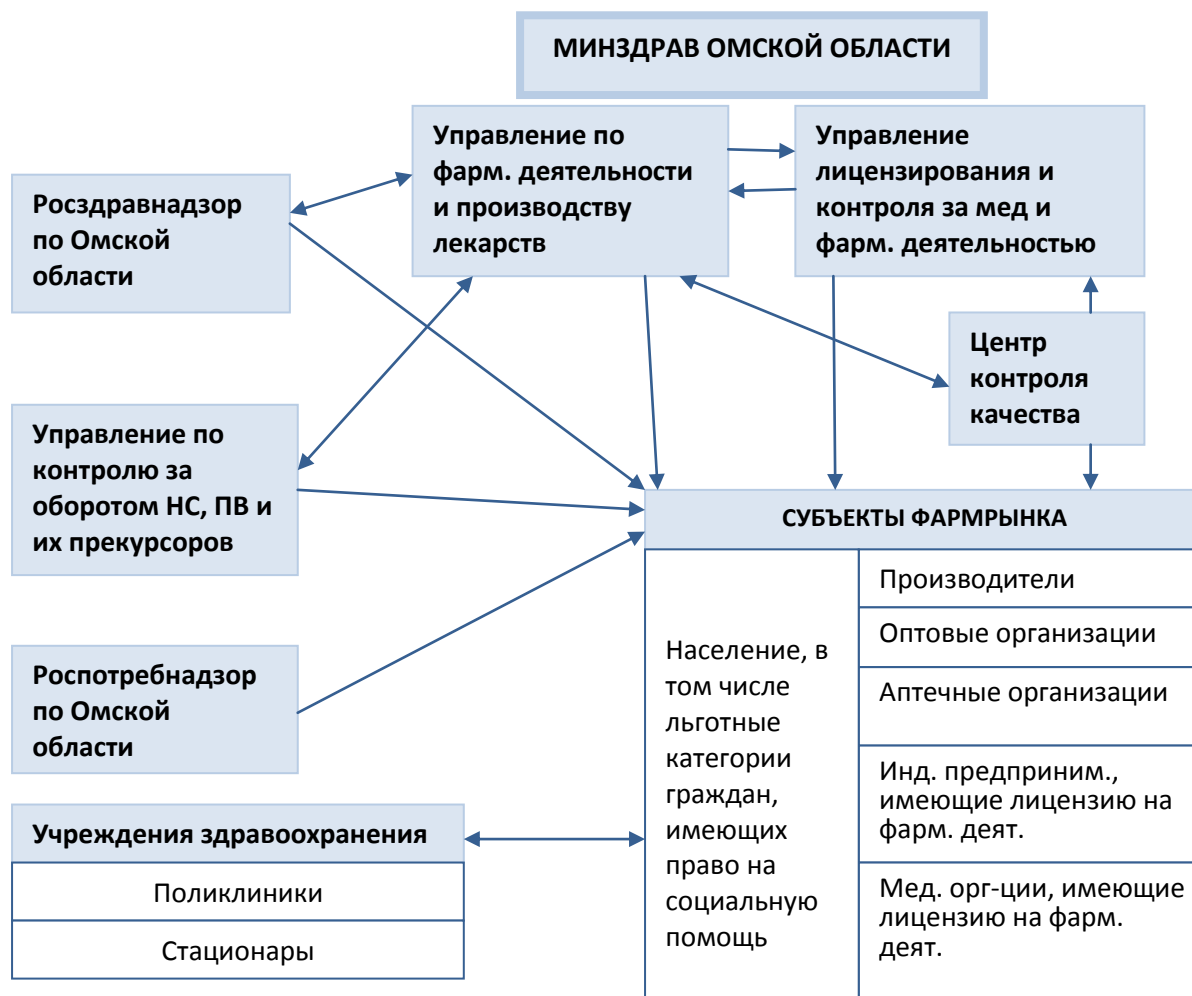 МИНЗДРАВ ОМСКОЙ ОБЛАСТИ
Управление по
фарм. деятельности
и производству
лекарств
Управление
лицензирования и
контроля за мед и
фарм. деятельностью
Росздравнадзор
по Омской
области
Центр
контроля
качества
Управление по
контролю за
оборотом НС, ПВ и
их прекурсоров
СУБЪЕКТЫ ФАРМРЫНКА
Население, в
том числе
льготные
категории
граждан,
имеющих
право на
социальную
помощь
Производители
Оптовые организации
Аптечные организации
Инд. предприним.,
имеющие лицензию на
фарм. деят.
Мед. орг-ции, имеющие
лицензию на фарм.
деят.
Роспотребнадзор
по Омской
области
Учреждения здравоохранения
Поликлиники
Стационары